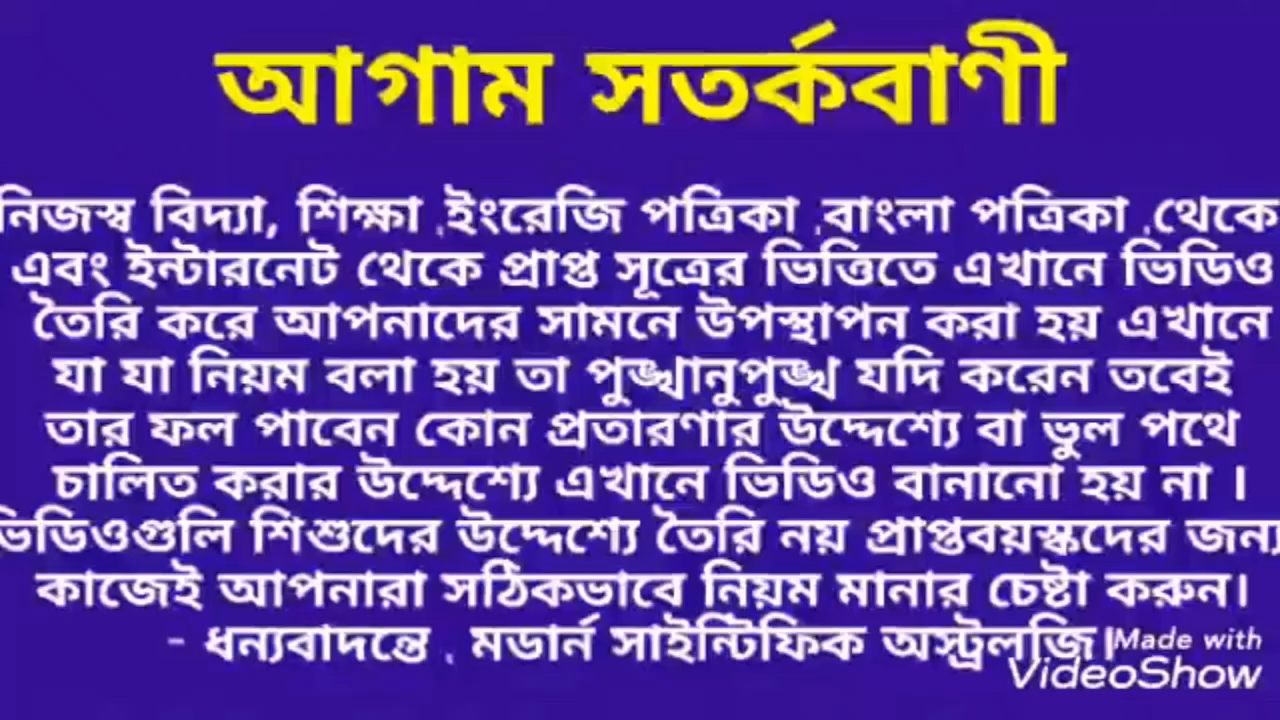 আগাম সতর্কবাণী
নিজস্ব বিদ্যা, শিক্ষা ,ইংরেজি পত্রিকা ,বাংলা পত্রিকা ,থেকে
এবং ইন্টারনেট থেকে প্রাপ্ত সূত্রের ভিত্তিতে এখানে ভিডিও
তৈরি করে আপনাদের সামনে উপস্থাপন করা হয় এখানে
যা যা নিয়ম বলা হয় তা পুঙ্খানুপুঙ্খ যদি করেন তবেই
তার ফল পাবেন কোন প্রতারণার উদ্দেশ্যে বা ভুল পথে
চালিত করার উদ্দেশ্যে এখানে ভিডিও বানানো হয় না ।
ভিডিওগুলি শিশুদের উদ্দেশ্যে তৈরি নয় প্রাপ্তবয়স্কদের জন্য
কাজেই আপনারা সঠিকভাবে নিয়ম মানার চেষ্টা করুন।
- ধন্যবাদন্তে , মডার্ন সাইন্টিফিক অস্ট্রলজি।
Made with
VideoShow